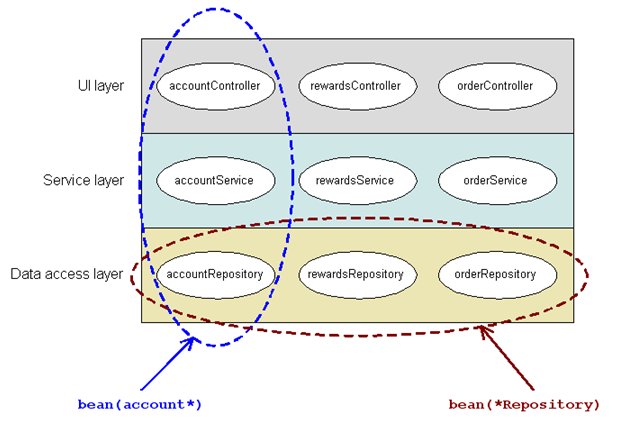 UI layer
accountController
rewardsController
orderController
Service layer
accountService
rewardsService
orderService
Data access layer
accountRepository
rewardsRepository
orderRepository
bean(account*)
bean(*Repository)